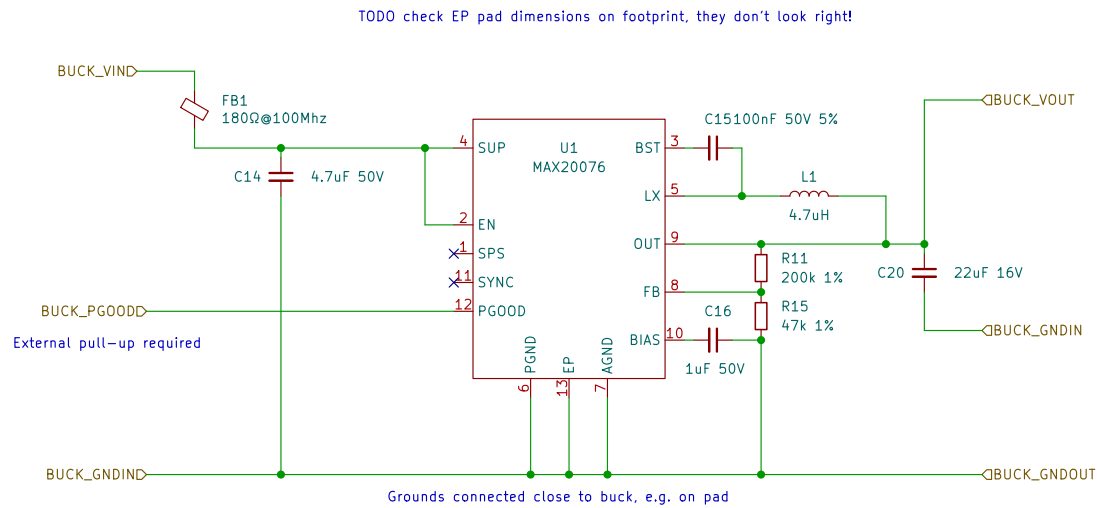 TODO check EP pad dimensions on footprint, they don't look right!
BUCK_VIN
FB1
180Ω@100Mhz
BUCK_VOUT
C15100nF 50V 5%
4 SUP
U1
MAX20076
BST 3
C14 4.7uF 50V
L1
LX 5
4.7uH
2 EN
OUT 9
1 SPS
R11
200k 1%
C20 22uF 16V
11 SYNC
FB 8
BUCK_PGOOD
12 PGOOD
R15
47k 1%
C16
External pull-up required
BIAS 10
BUCK_GNDIN
1uF 50V
PGND
EP
AGND
6
13
7
BUCK_GNDIN
BUCK_GNDOUT
Grounds connected close to buck, e.g. on pad